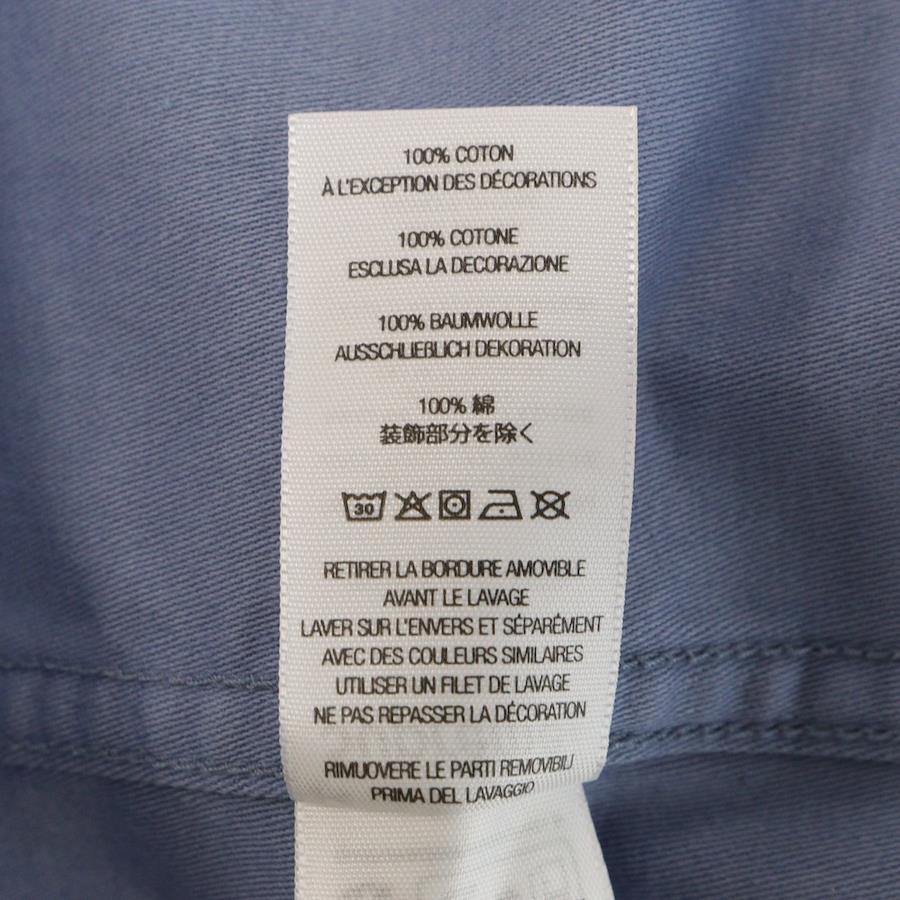 100% COTON
À L'EXCEPTION DES DÉCORATIONS
100% COTONE
ESCLUSA LA DECORAZIONE
100% BAUMWOLLE
AUSSCHLIEBLICH DEKORATION
100% 綿
装飾部分を除く
30
RETIRER LA BORDURE AMOVIBLE
AVANT LE LAVAGE
LAVER SUR L'ENVERS ET SÉPARÉMENT
AVEC DES COULEURS SIMILAIRES
UTILISER UN FILET DE LAVAGE
NE PAS REPASSER LA DÉCORATION
RIMUOVERE LE PARTI REMOVIBILI
PRIMA DEL LAVAGGIO